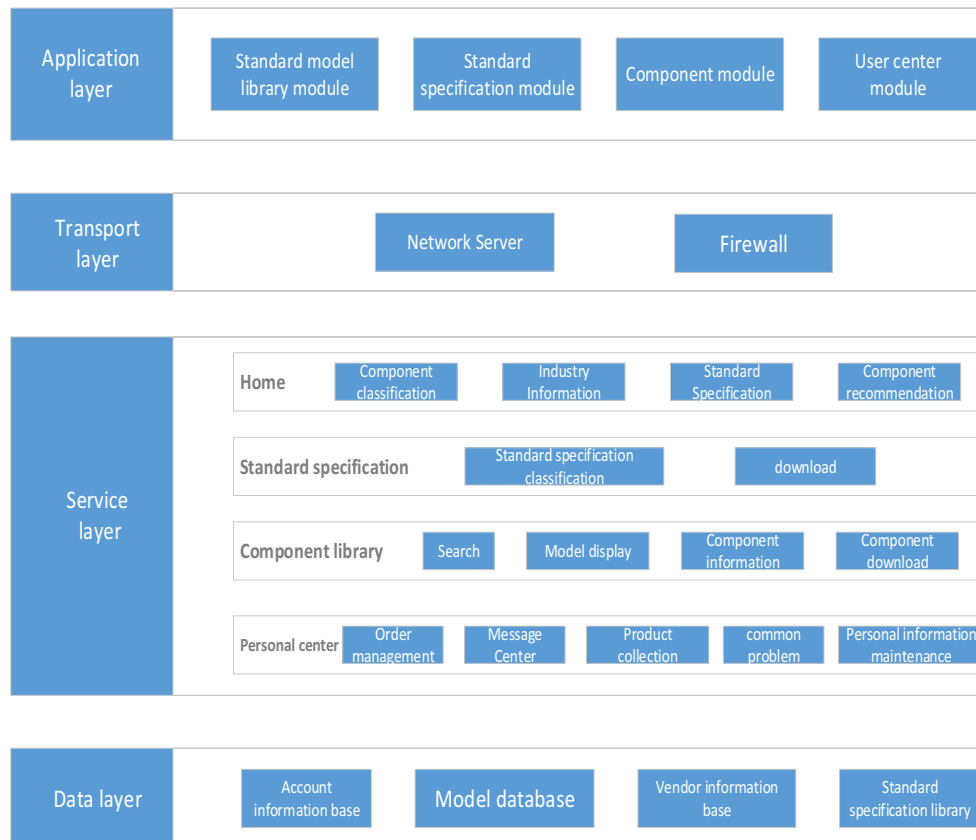 Application
layer
Standard model
library module
Standard
specification module
Component module
User center
module
Transport
layer
Network Server
Firewall
Service
layer
Home
Component
classification
Industry
Information
Standard
Specification
Component
recommendation
Standard specification
Standard specification
classification
download
Component library
Search
Model display
Component
information
Component
download
Personal center
Order
management
Message
Center
Product
collection
common
problem
Personal information
maintenance
Data layer
Account
information base
Model database
Vendor information
base
Standard
specification library